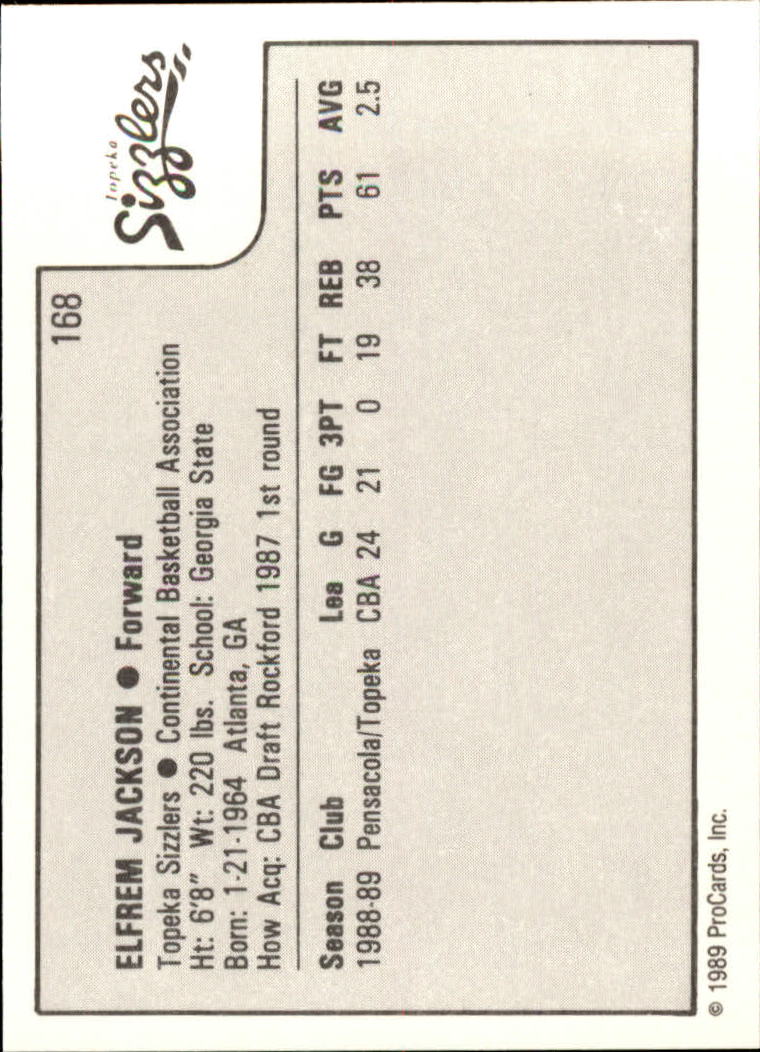 Topeka
Sizzlers
168
ELFREM JACKSON ● Forward
Topeka Sizzlers ● Continental Basketball Association
Ht: 6'8" Wt: 220 lbs. School: Georgia State
Born: 1-21-1964 Atlanta, GA
How Acq: CBA Draft Rockford 1987 1st round
Season Club Lea G FG 3PT FT REB PTS AVG
1988-89 Pensacola/Topeka CBA 24 21 0 19 38 61 2.5
© 1989 ProCards, Inc.